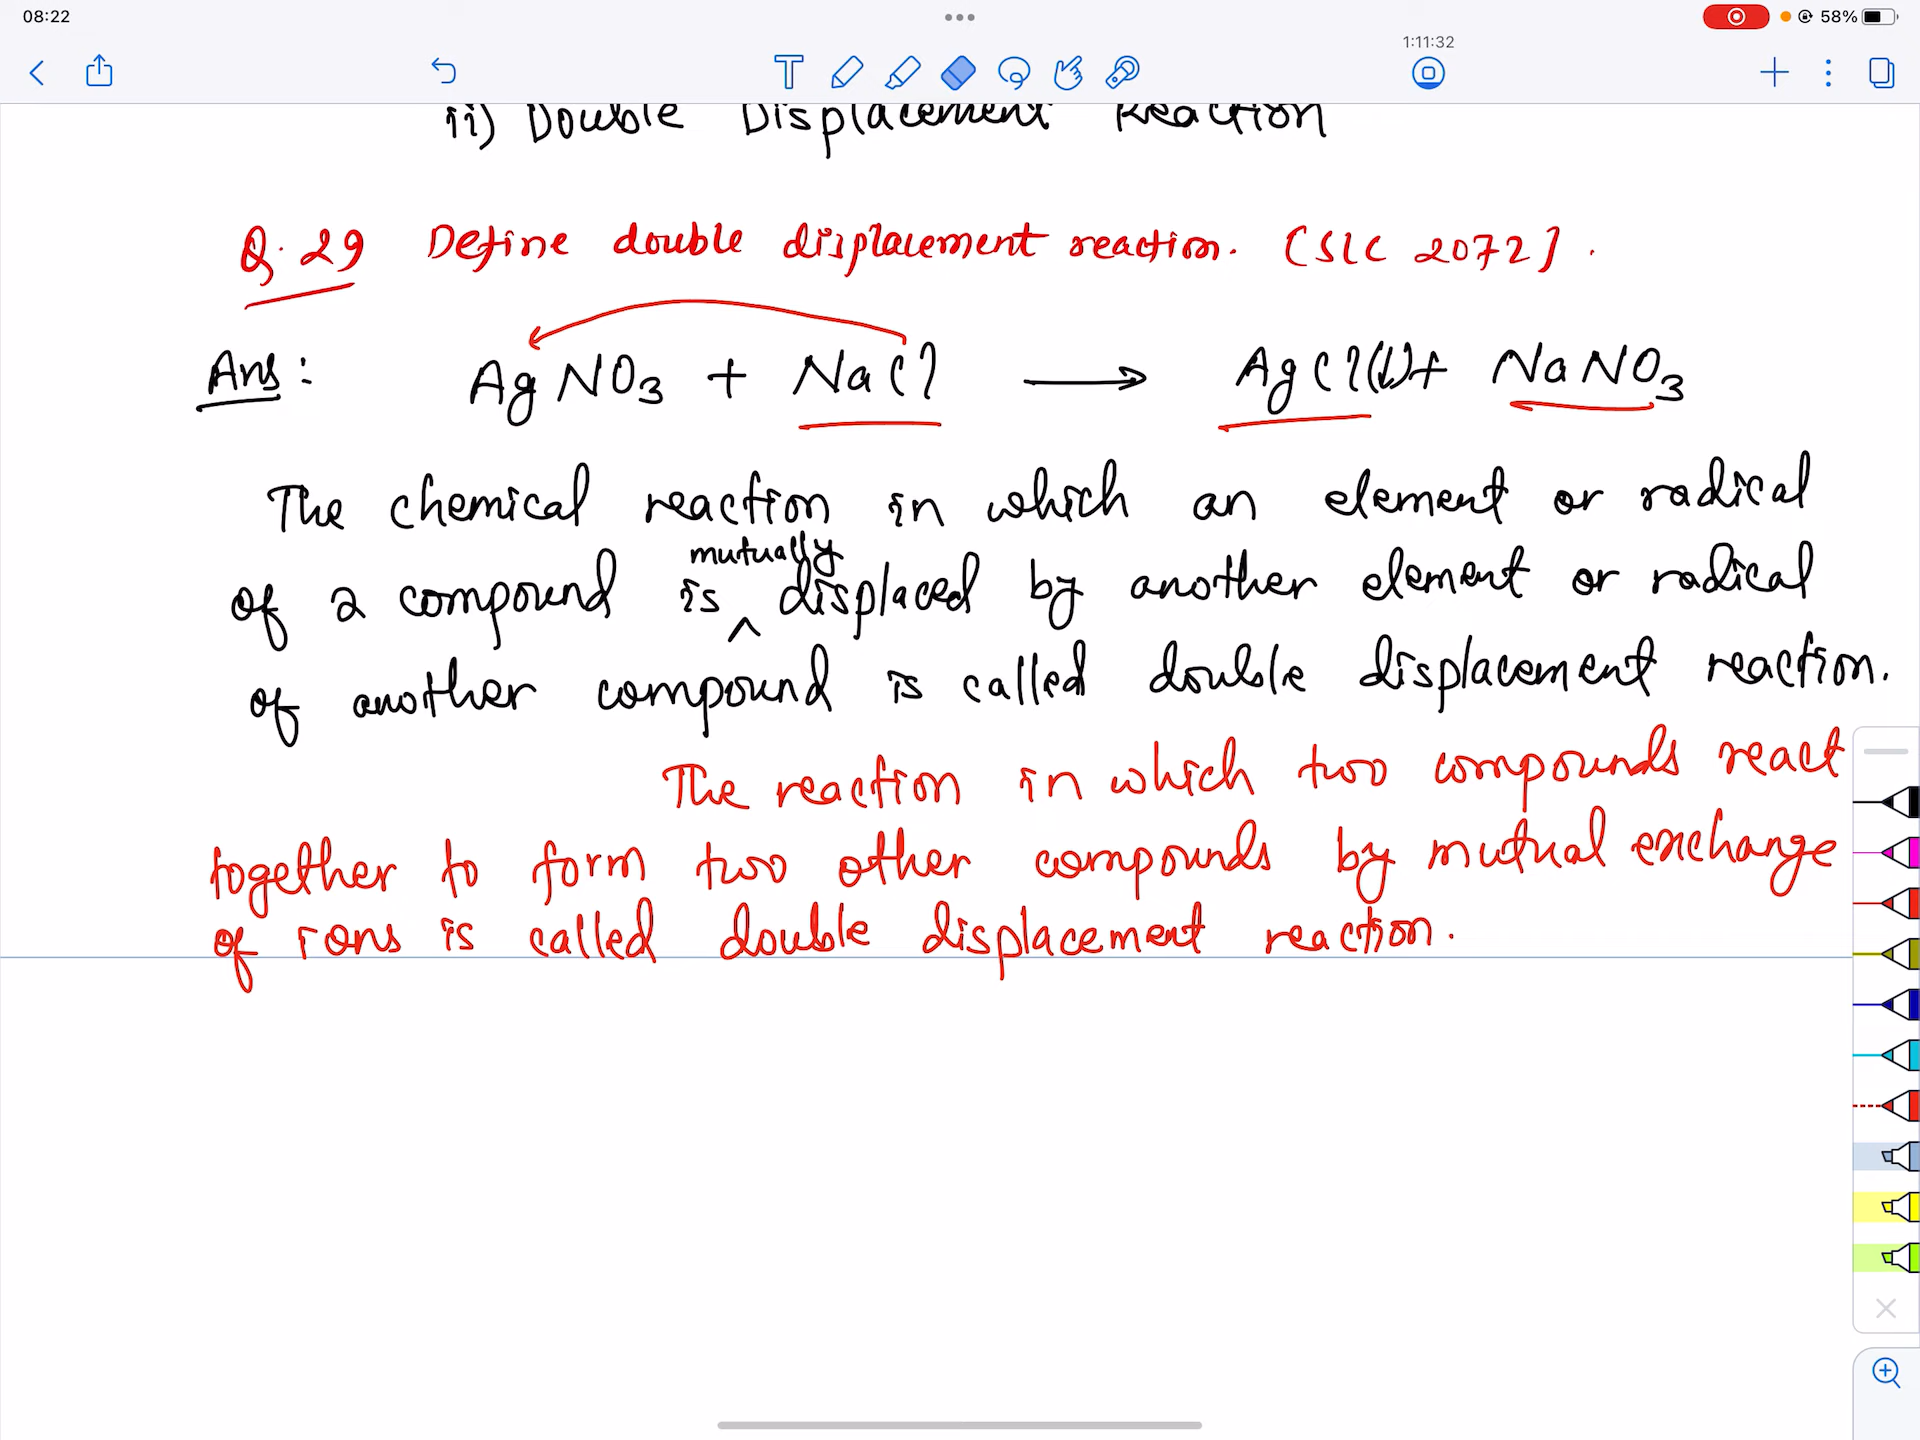 08:22
58%
1:11:32
ii) Double Displacement Reaction
Q.29 Define double displacement reaction. [SLC 2072].
Ans: AgNO3 + NaCl → AgCl(↓)+ NaNO3
The chemical reaction in which an element or radical
mutually
of a compound is ^ displaced by another element or radical
of another compound is called double displacement reaction.
The reaction in which two compounds react
together to form two other compounds by mutual exchange
of ions is called double displacement reaction.